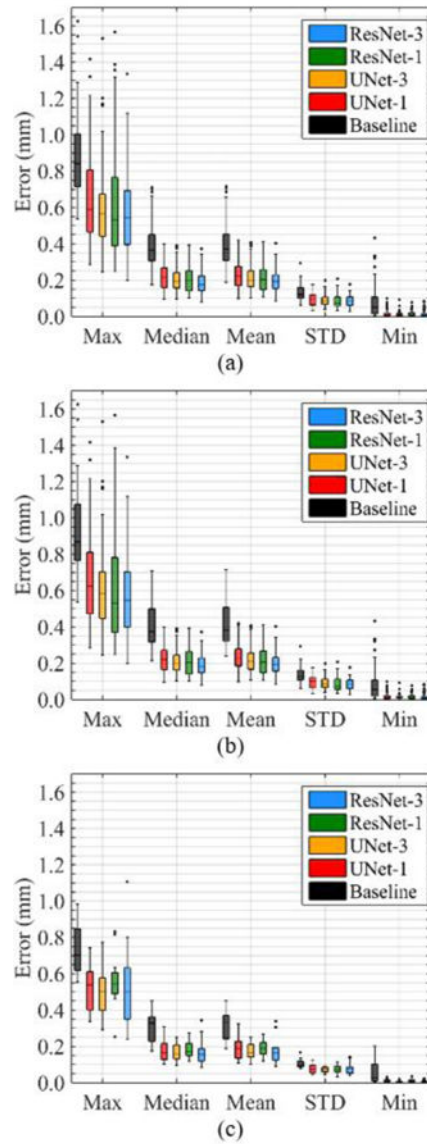 1.6
1.4
1.2
1.0
0.8
0.6
0.4
0.2
0.0
Error (mm)
ResNet-3
ResNet-1
UNet-3
UNet-1
Baseline
Max Median Mean STD Min
(a)
1.6
1.4
1.2
1.0
0.8
0.6
0.4
0.2
0.0
Error (mm)
ResNet-3
ResNet-1
UNet-3
UNet-1
Baseline
Max Median Mean STD Min
(b)
1.6
1.4
1.2
1.0
0.8
0.6
0.4
0.2
0.0
Error (mm)
ResNet-3
ResNet-1
UNet-3
UNet-1
Baseline
Max Median Mean STD Min
(c)